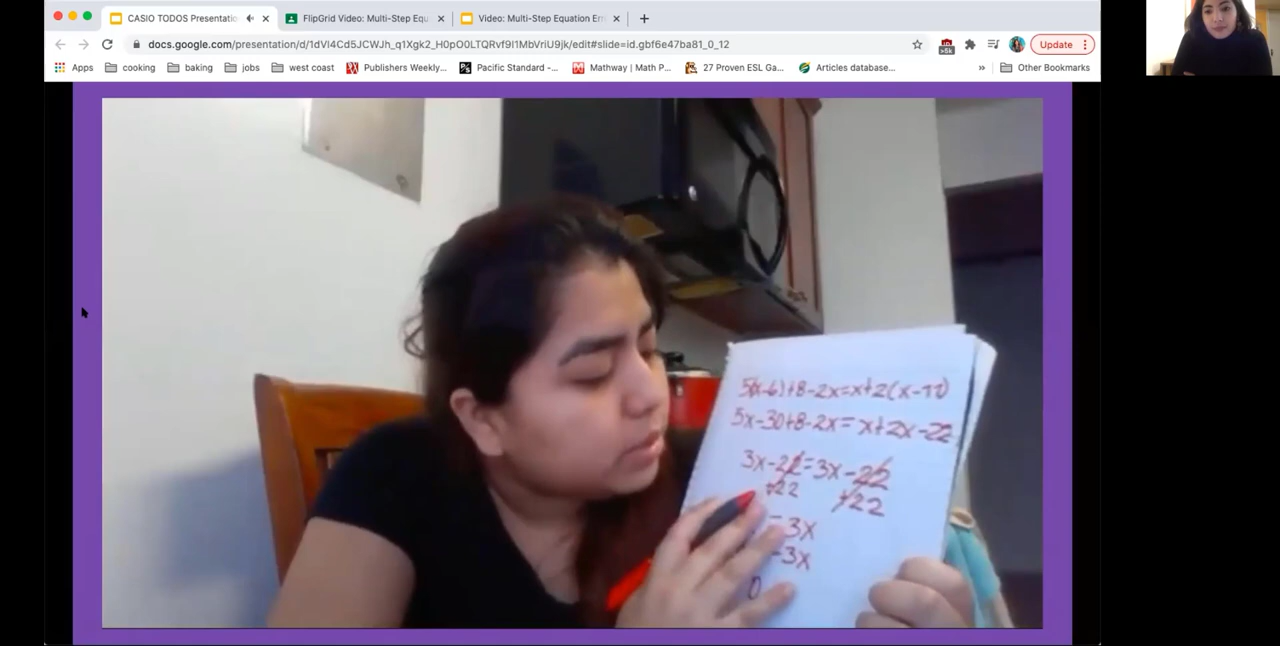 CASIO TODOS Presentatio
FlipGrid Video: Multi-Step Equ
Video: Multi-Step Equation Er
docs.google.com/presentation/d/1dVl4Cd5JCWJh_q1Xgk2_H0pO0LTQRvf9I1MbVriU9jk/edit#slide=id.gbf6e47ba81_0_12
>5k
Update
Apps
cooking
baking
jobs
west coast
Publishers Weekly...
Pacific Standard -...
Mathway | Math P...
27 Proven ESL Ga...
Articles database...
»
Other Bookmarks
5(x-6)+8-2x=x+2(x-11)
5x-30+8-2x=x+2x-22
3x-22=3x-22
+22 +22
=3x
-3x
0